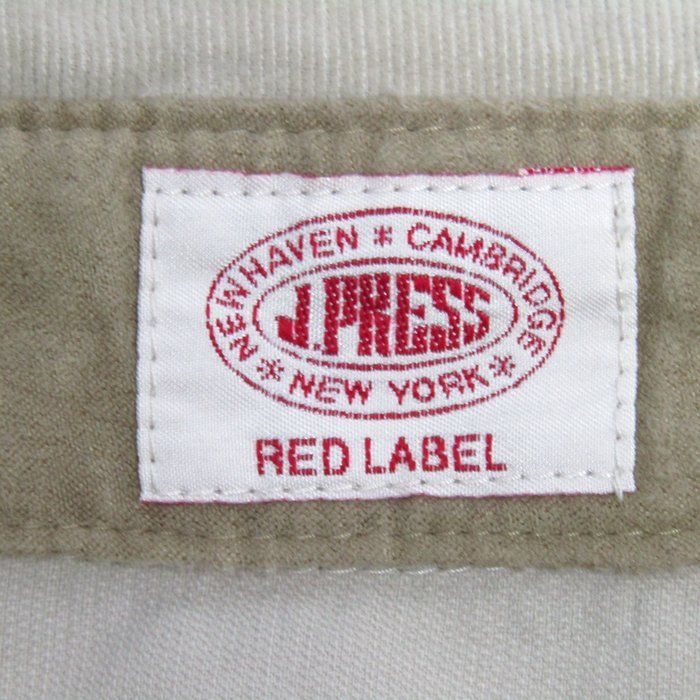 NEW HAVEN * CAMBRIDGE
J.PRESS
* NEW YORK *
RED LABEL